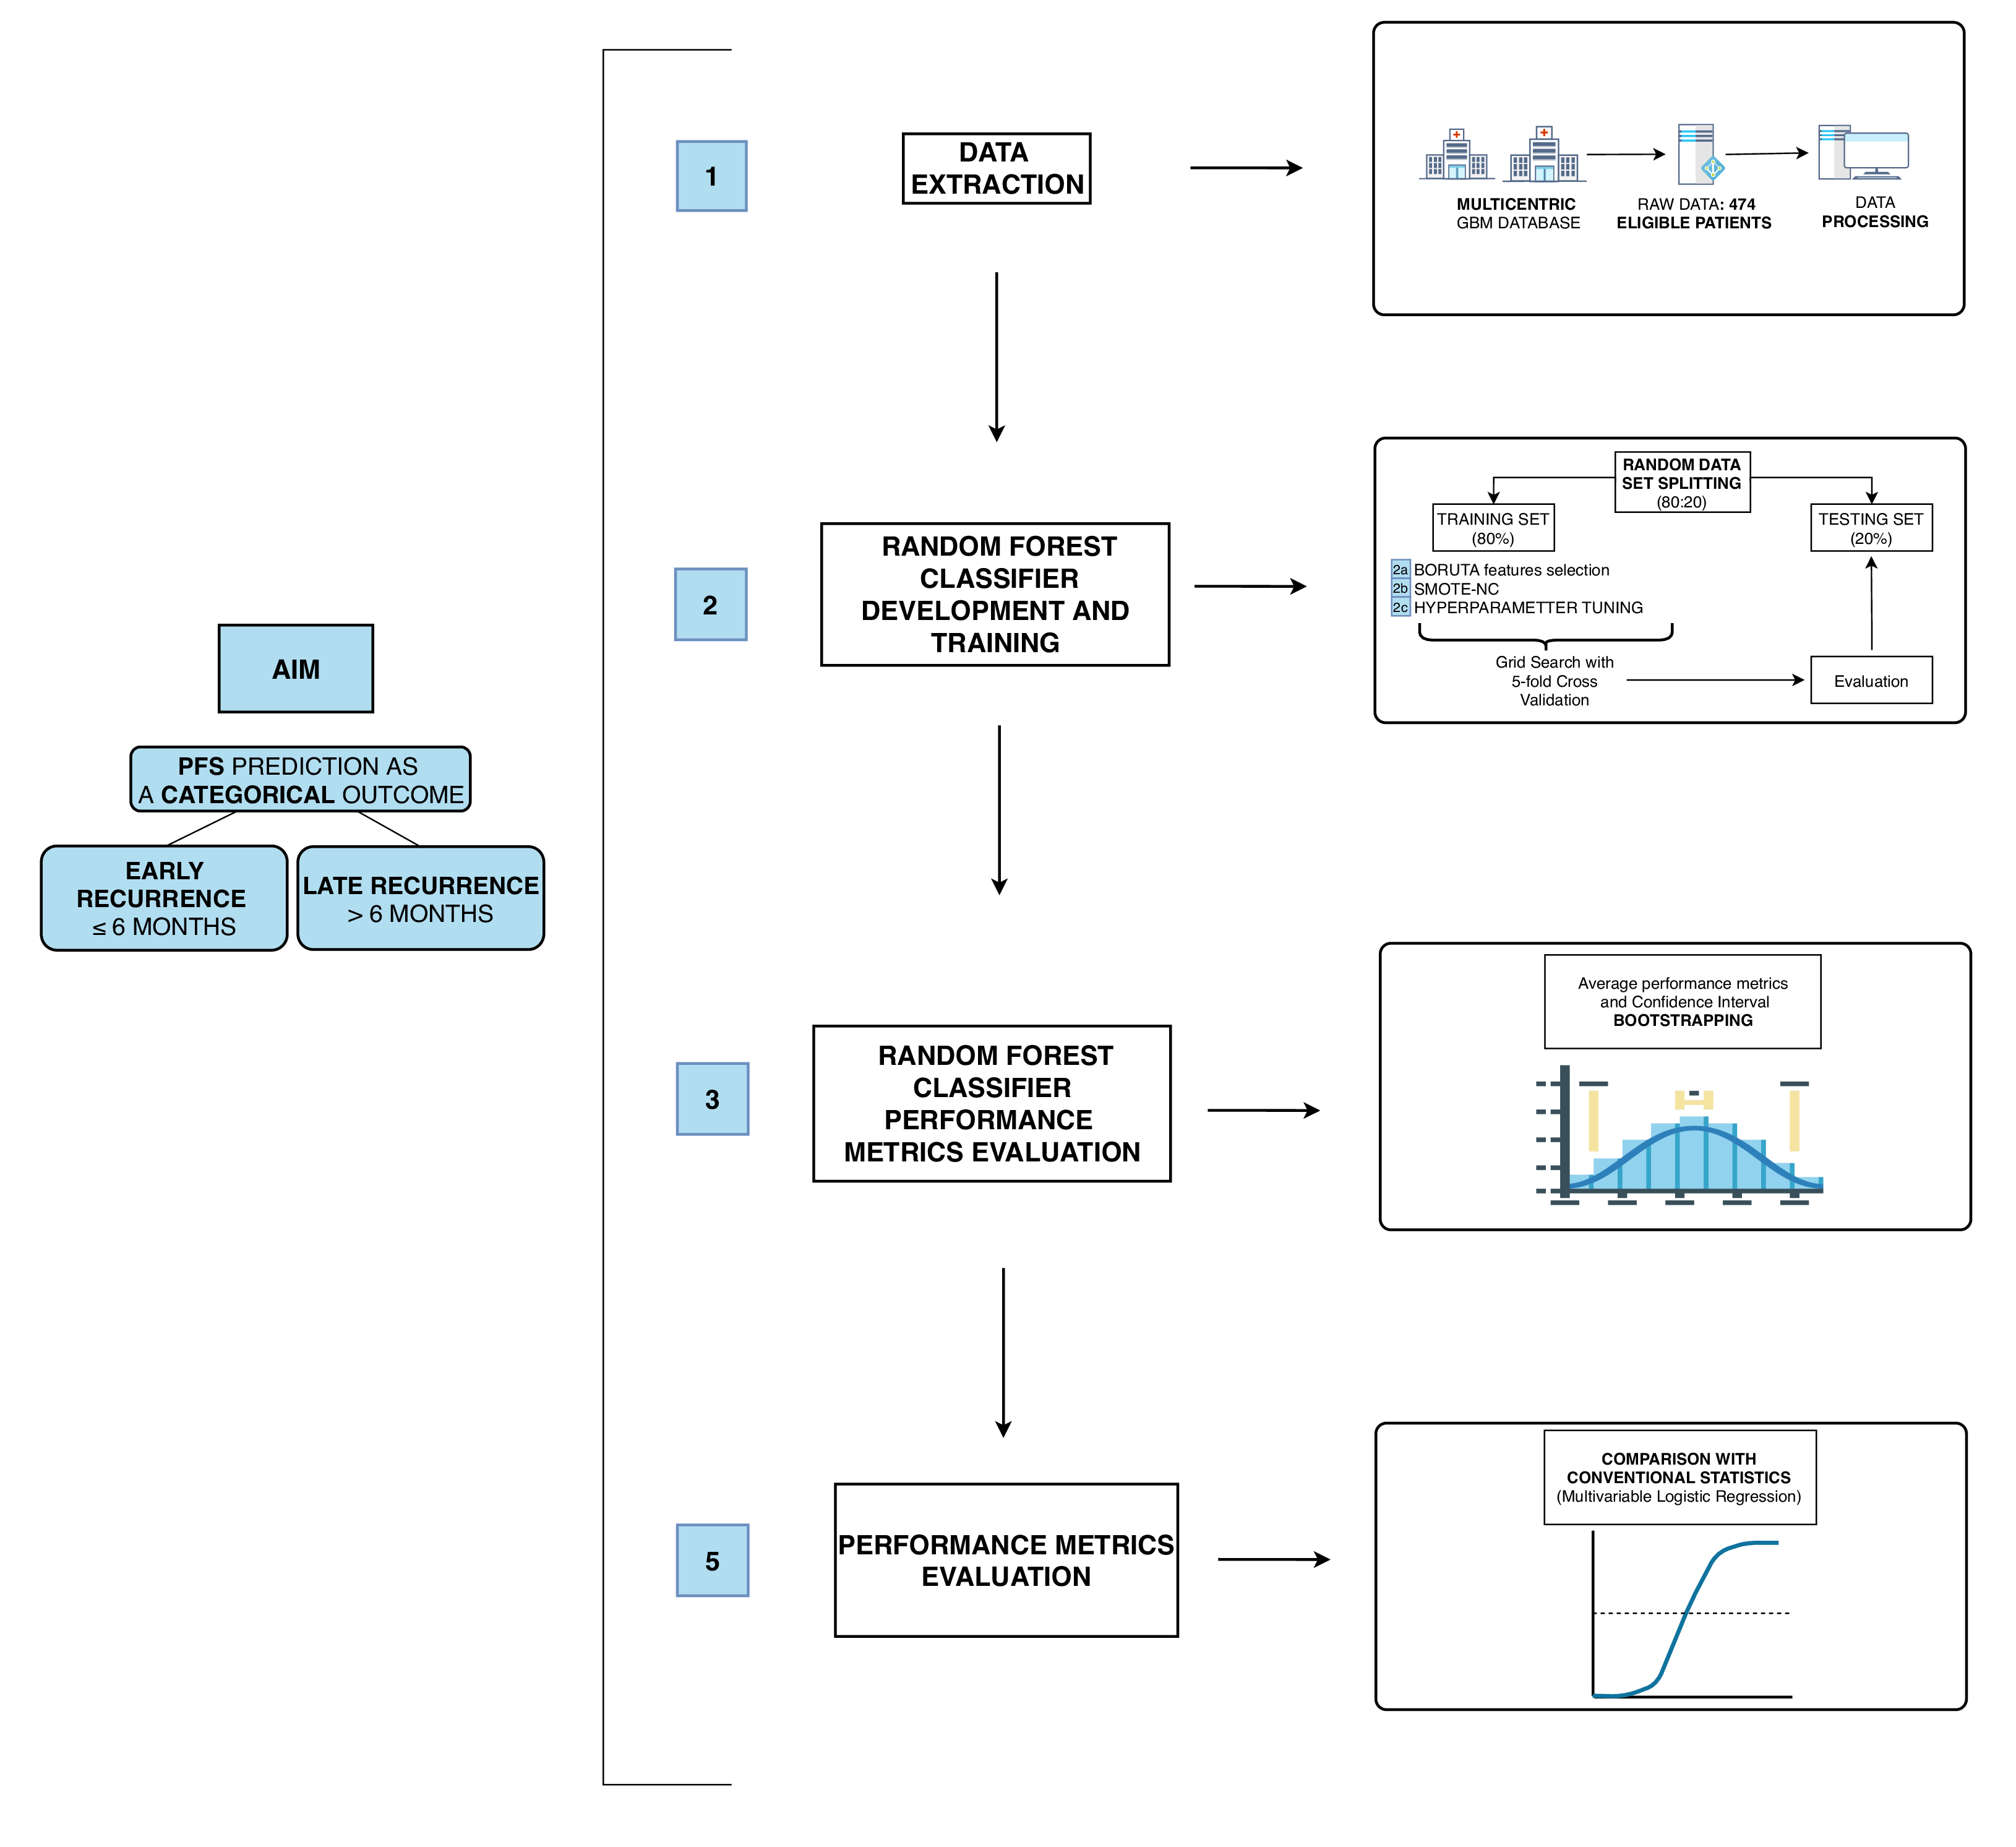 AIM
PFS PREDICTION AS
A CATEGORICAL OUTCOME
EARLY
RECURRENCE
≤ 6 MONTHS
LATE RECURRENCE
> 6 MONTHS
1
DATA
EXTRACTION
MULTICENTRIC
GBM DATABASE
RAW DATA: 474
ELIGIBLE PATIENTS
DATA
PROCESSING
2
RANDOM FOREST
CLASSIFIER
DEVELOPMENT AND
TRAINING
RANDOM DATA
SET SPLITTING
(80:20)
TRAINING SET
(80%)
TESTING SET
(20%)
2a BORUTA features selection
2b SMOTE-NC
2c HYPERPARAMETTER TUNING
Grid Search with
5-fold Cross
Validation
Evaluation
3
RANDOM FOREST
CLASSIFIER
PERFORMANCE
METRICS EVALUATION
Average performance metrics
and Confidence Interval
BOOTSTRAPPING
5
PERFORMANCE METRICS
EVALUATION
COMPARISON WITH
CONVENTIONAL STATISTICS
(Multivariable Logistic Regression)